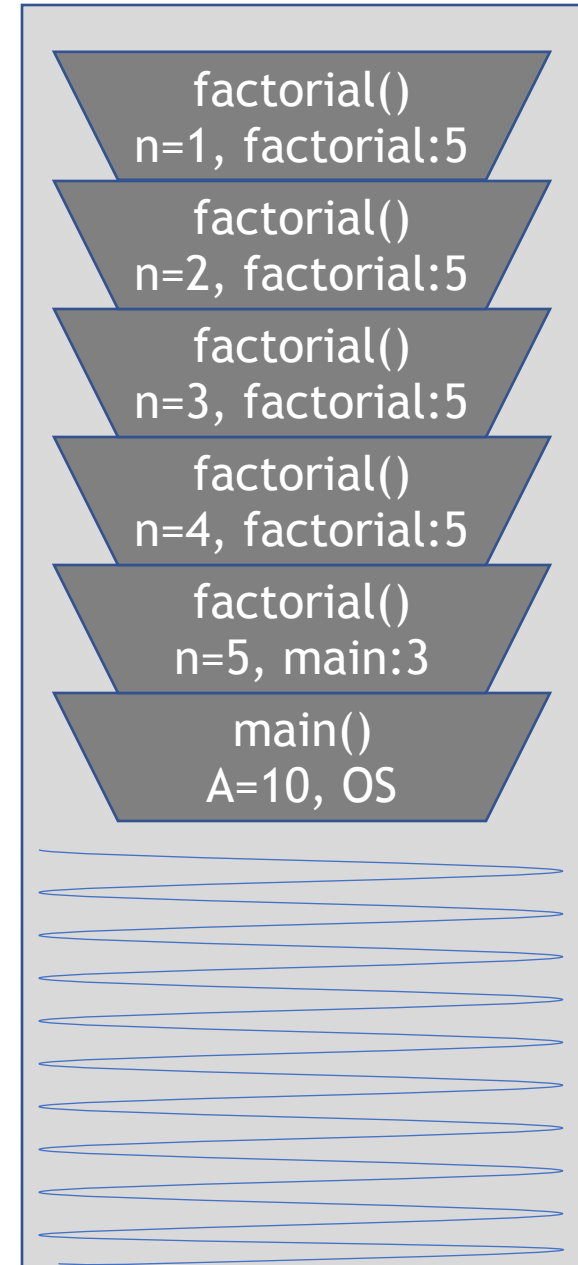 factorial()
n=1, factorial:5
factorial()
n=2, factorial:5
factorial()
n=3, factorial:5
factorial()
n=4, factorial:5
factorial()
n=5, main:3
main()
A=10, OS